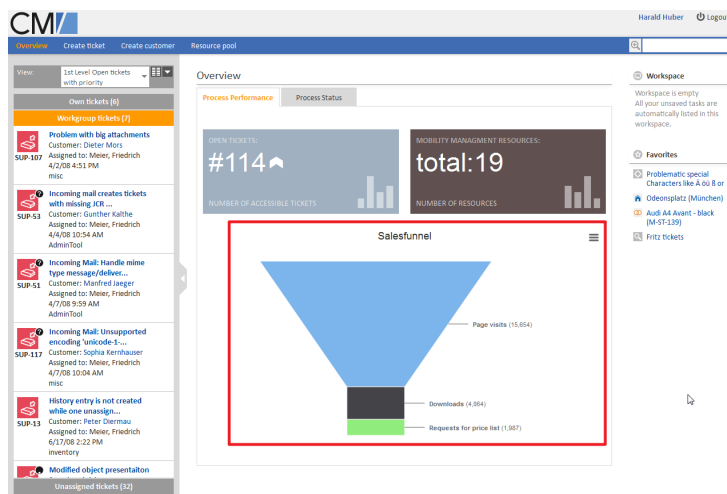 CM/
Harald Huber
Logou
Overview
Create ticket
Create customer
Resource pool
View:
1st Level Open tickets
with priority
Own tickets (6)
Workgroup tickets (7)
Problem with big attachments
Customer: Dieter Mors
SUP-107
Assigned to: Meier, Friedrich
4/2/08 4:51 PM
misc
Incoming mail creates tickets
with missing JCR ...
SUP-53
Customer: Gunther Kalthe
Assigned to: Meier, Friedrich
4/4/08 10:54 AM
AdminTool
Incoming Mail: Handle mime
type message/deliver...
SUP-51
Customer: Manfred Jaeger
Assigned to: Meier, Friedrich
4/7/08 9:59 AM
AdminTool
Incoming Mail: Unsupported
encoding 'unicode-1-...
SUP-117
Customer: Sophia Kernhauser
Assigned to: Meier, Friedrich
4/7/08 10:04 AM
misc
History entry is not created
while one unassign...
SUP-13
Customer: Peter Diermau
Assigned to: Meier, Friedrich
6/17/08 2:22 PM
inventory
Modified object presentaiton
Unassigned tickets (32)
Overview
Process Performance
Process Status
OPEN TICKETS:
#114
NUMBER OF ACCESSIBLE TICKETS
MOBILITY MANAGMENT RESOURCES:
total:19
NUMBER OF RESOURCES
Salesfunnel
Page visits (15,654)
Downloads (4,064)
Requests for price list (1,987)
Workspace
Workspace is empty
All your unsaved tasks are
automatically listed in this
workspace.
Favorites
Problematic special
Characters like Ä öü ß or
Odeonsplatz (München)
Audi A4 Avant - black
(M-ST-139)
Fritz tickets